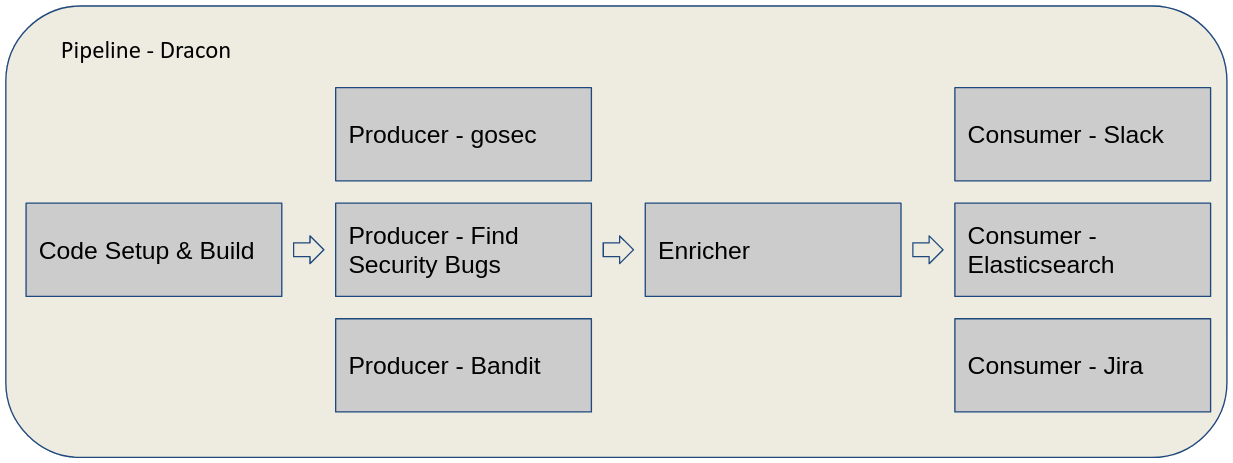 Pipeline - Dracon
Producer - gosec
Consumer - Slack
Code Setup & Build
Producer - Find
Security Bugs
Enricher
Consumer -
Elasticsearch
Producer - Bandit
Consumer - Jira